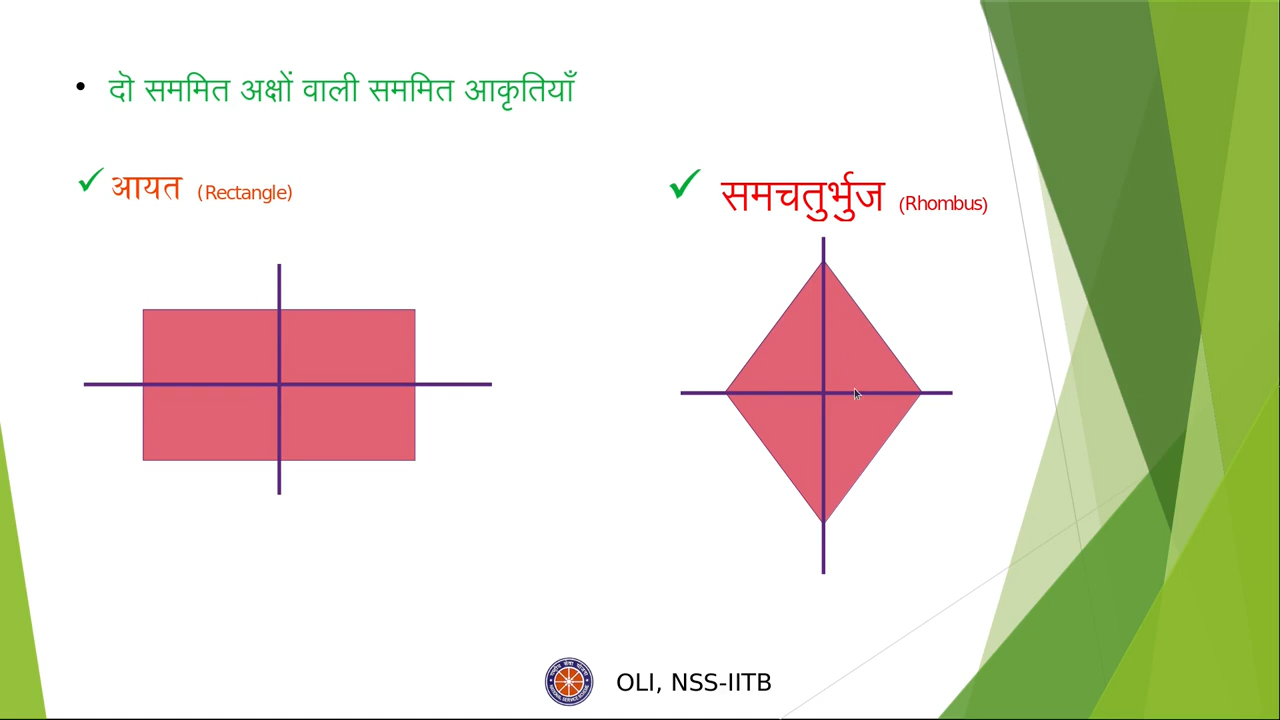 • दॊ सममित अक्षों वाली सममित आकृतियाँ
✓ आयत (Rectangle)
✓ समचतुर्भुज (Rhombus)
OLI, NSS-IITB